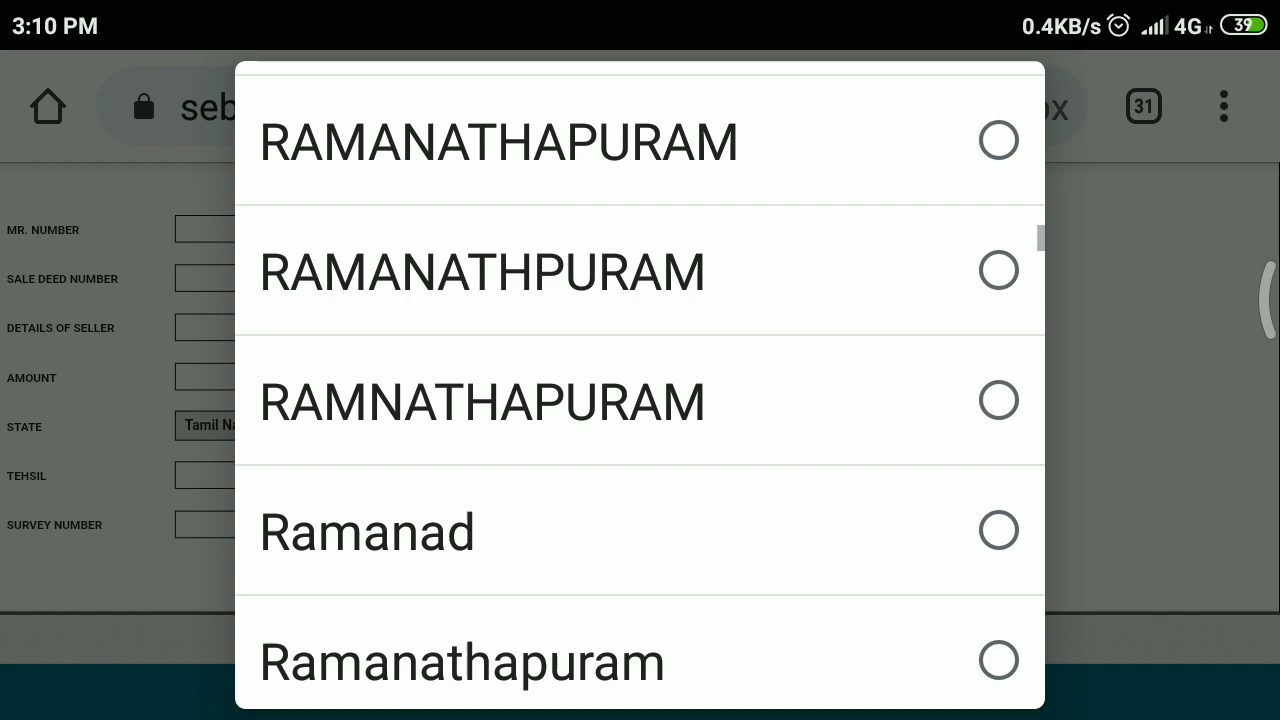 3:10 PM 0.4KB/s 4G 39
seb 31
RAMANATHAPURAM
RAMANATHPURAM
RAMNATHAPURAM
Ramanad
Ramanathapuram
MR. NUMBER
SALE DEED NUMBER
DETAILS OF SELLER
AMOUNT
STATE Tamil Na
TEHSIL
SURVEY NUMBER